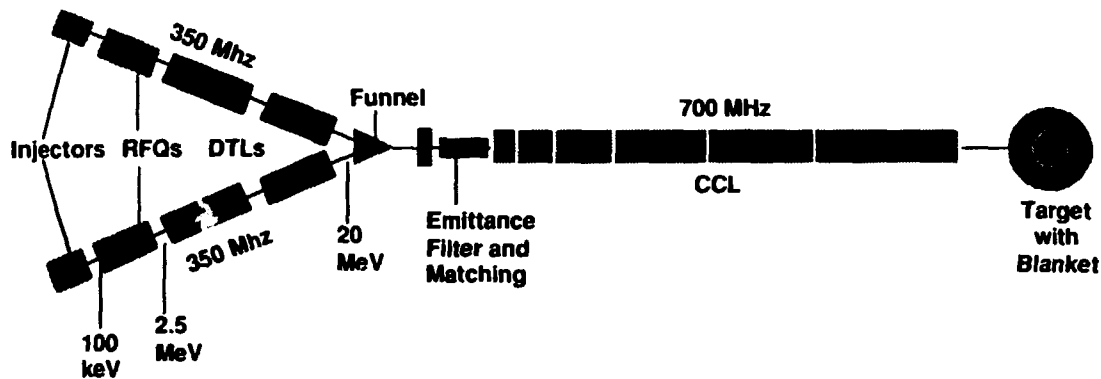 350 Mhz
Funnel
700 MHz
Injectors RFQs DTLs
CCL
350 Mhz
20
MeV
Emittance
Filter and
Matching
Target
with
Blanket
2.5
MeV
100
keV